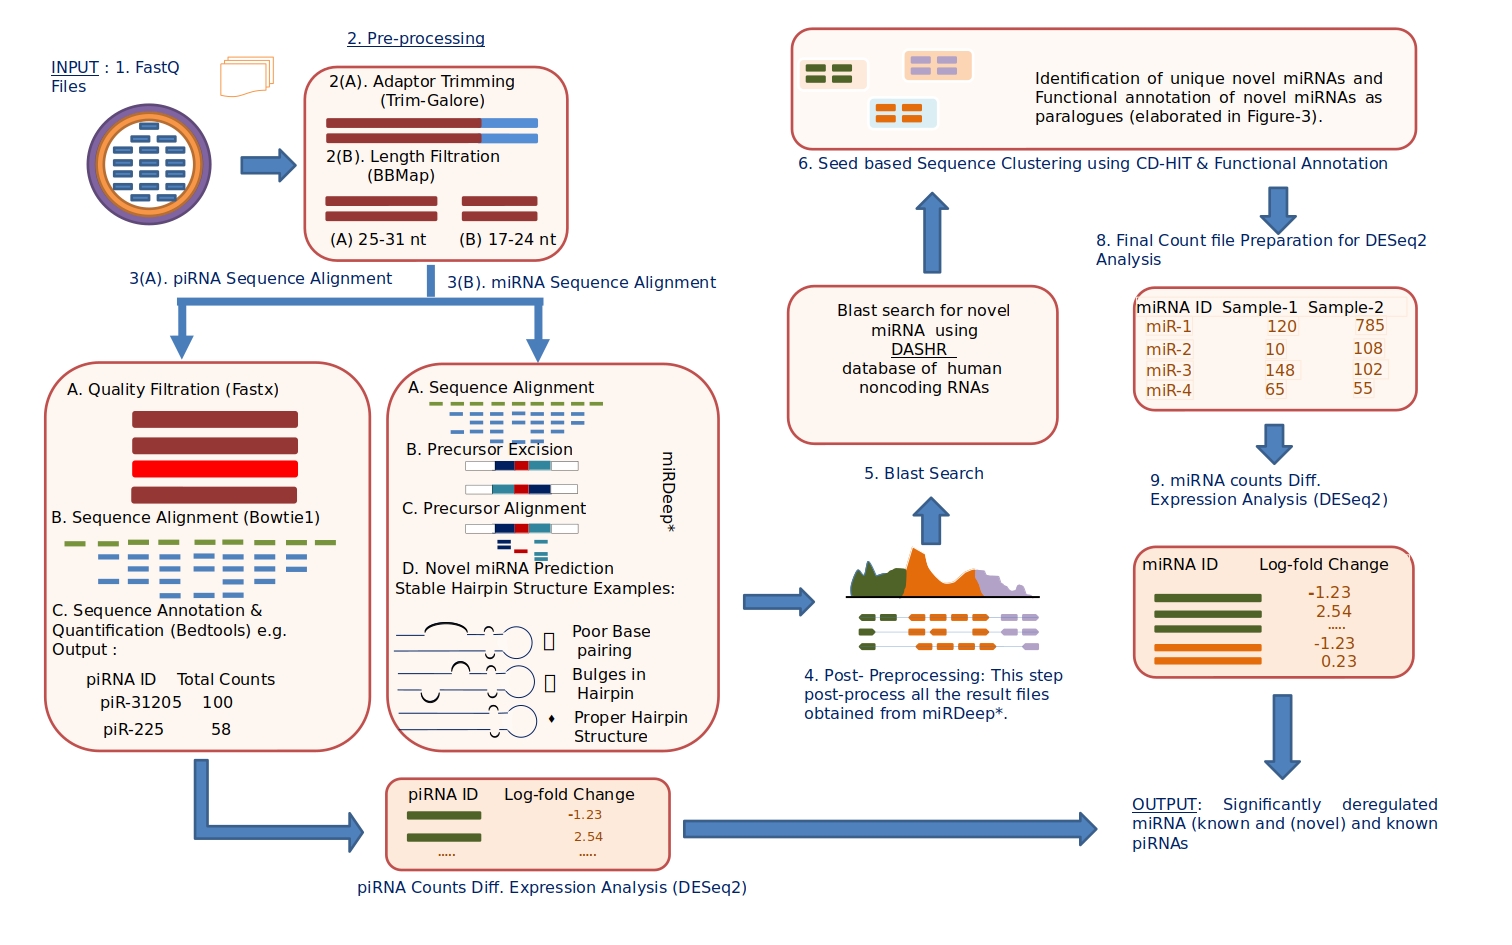 INPUT : 1. FastQ
Files
2. Pre-processing
2(A). Adaptor Trimming
(Trim-Galore)
2(B). Length Filtration
(BBMap)
(A) 25-31 nt (B) 17-24 nt
3(A). piRNA Sequence Alignment
3(B). miRNA Sequence Alignment
A. Quality Filtration (Fastx)
B. Sequence Alignment (Bowtie1)
C. Sequence Annotation &
Quantification (Bedtools) e.g.
Output :
piRNA ID Total Counts
piR-31205 100
piR-225 58
A. Sequence Alignment
B. Precursor Excision
C. Precursor Alignment
miRDeep*
D. Novel miRNA Prediction
Stable Hairpin Structure Examples:
Poor Base
pairing
Bulges in
Hairpin
Proper Hairpin
Structure
piRNA ID Log-fold Change
-1.23
2.54
..... .....
piRNA Counts Diff. Expression Analysis (DESeq2)
4. Post- Preprocessing: This step
post-process all the result files
obtained from miRDeep*.
5. Blast Search
Blast search for novel
miRNA using
DASHR
database of human
noncoding RNAs
6. Seed based Sequence Clustering using CD-HIT & Functional Annotation
Identification of unique novel miRNAs and
Functional annotation of novel miRNAs as
paralogues (elaborated in Figure-3).
8. Final Count file Preparation for DESeq2
Analysis
miRNA ID Sample-1 Sample-2
miR-1 120 785
miR-2 10 108
miR-3 148 102
miR-4 65 55
9. miRNA counts Diff.
Expression Analysis (DESeq2)
miRNA ID Log-fold Change
-1.23
2.54
.....
-1.23
0.23
OUTPUT: Significantly deregulated
miRNA (known and (novel) and known
piRNAs